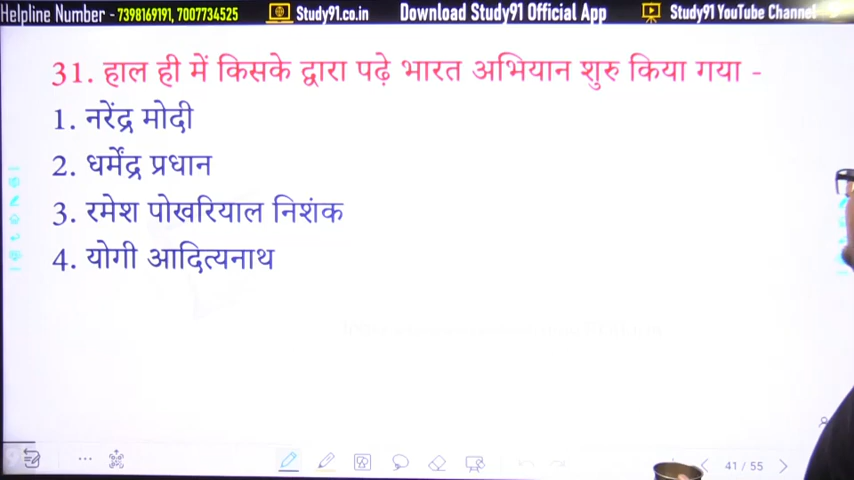 Helpline Number - 7398169191, 7007734525 Study91.co.in Download Study91 Official App Study91 YouTube Channel
31. हाल ही में किसके द्वारा पढ़े भारत अभियान शुरु किया गया -
1. नरेंद्र मोदी
2. धर्मेंद्र प्रधान
3. रमेश पोखरियाल निशंक
4. योगी आदित्यनाथ
41 / 55